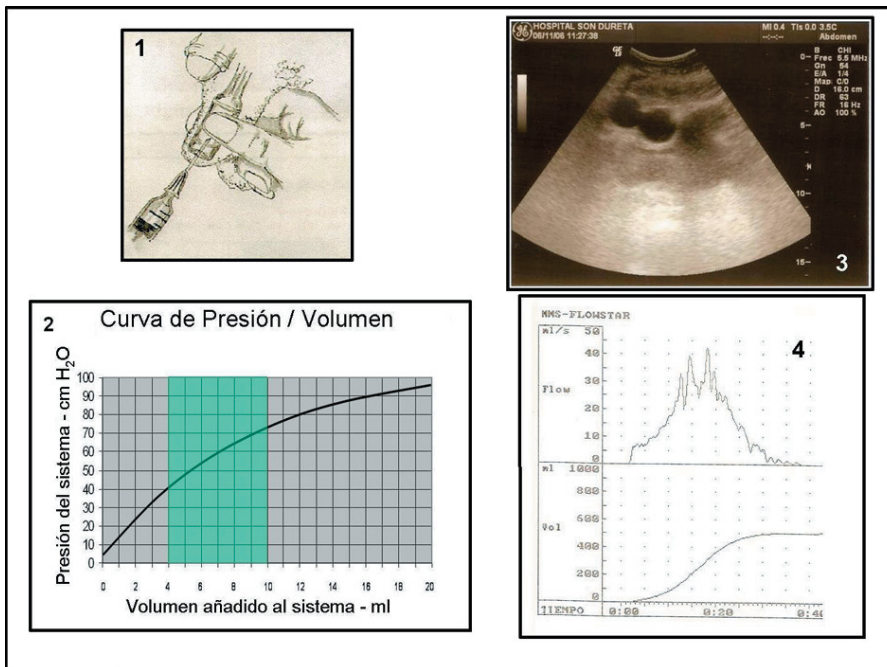 1
HOSPITAL SON DURETA
06/11/06 11:27:38
MI 0.4 TIs 0.0 3.5C
Abdomen
B CHI
Frec 5.5 MHz
Gn 54
E/A 1/4
Map C/0
D 16.0 cm
DR 63
FR 16 Hz
AO 100 %
0
5
10
15
3
2 Curva de Presión / Volumen
Presión del sistema - cm H₂O
100
90
80
70
60
50
40
30
20
10
0
0 2 4 6 8 10 12 14 16 18 20
Volumen añadido al sistema - ml
MMS-FLOWSTAR
4
ml/s 50
40
Flow 30
20
10
0
ml 1000
800
Vol 600
400
200
0
TIEMPO 0:00 0:20 0:40